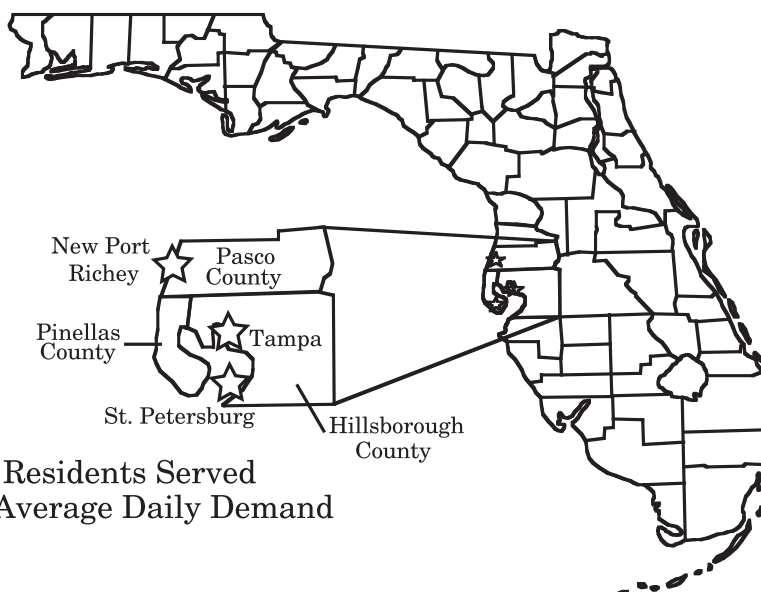 New Port
Richey
Pasco
County
Pinellas
County
Tampa
St. Petersburg
Hillsborough
County
Residents Served
Average Daily Demand